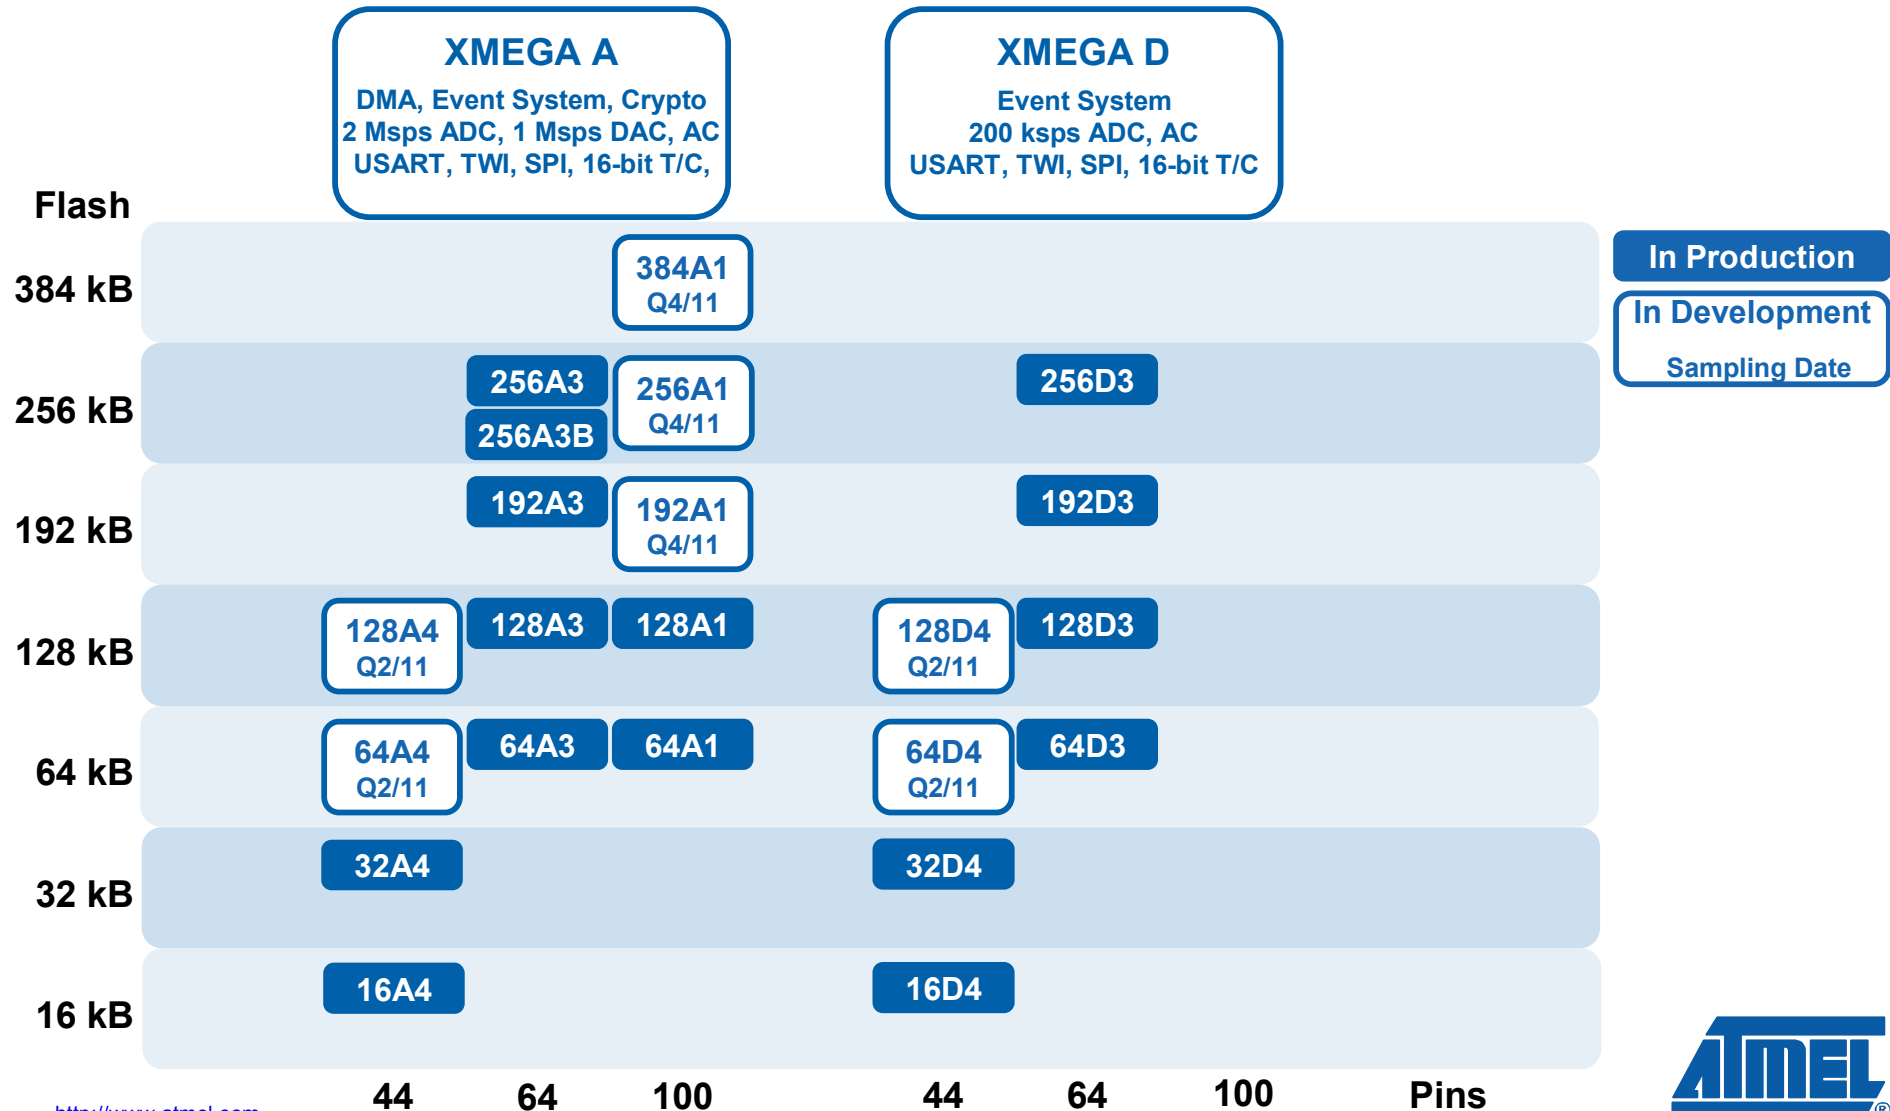 XMEGA A
DMA, Event System, Crypto
2 Msps ADC, 1 Msps DAC, AC
USART, TWI, SPI, 16-bit T/C,
XMEGA D
Event System
200 ksps ADC, AC
USART, TWI, SPI, 16-bit T/C
Flash
In Production
In Development
Sampling Date
384 kB
384A1
Q4/11
256 kB
256A3
256A3B
256A1
Q4/11
256D3
192 kB
192A3
192A1
Q4/11
192D3
128 kB
128A4
Q2/11
128A3
128A1
128D4
Q2/11
128D3
64 kB
64A4
Q2/11
64A3
64A1
64D4
Q2/11
64D3
32 kB
32A4
32D4
16 kB
16A4
16D4
44 64 100 44 64 100 Pins
http://www.atmel.com
ATMEL
®